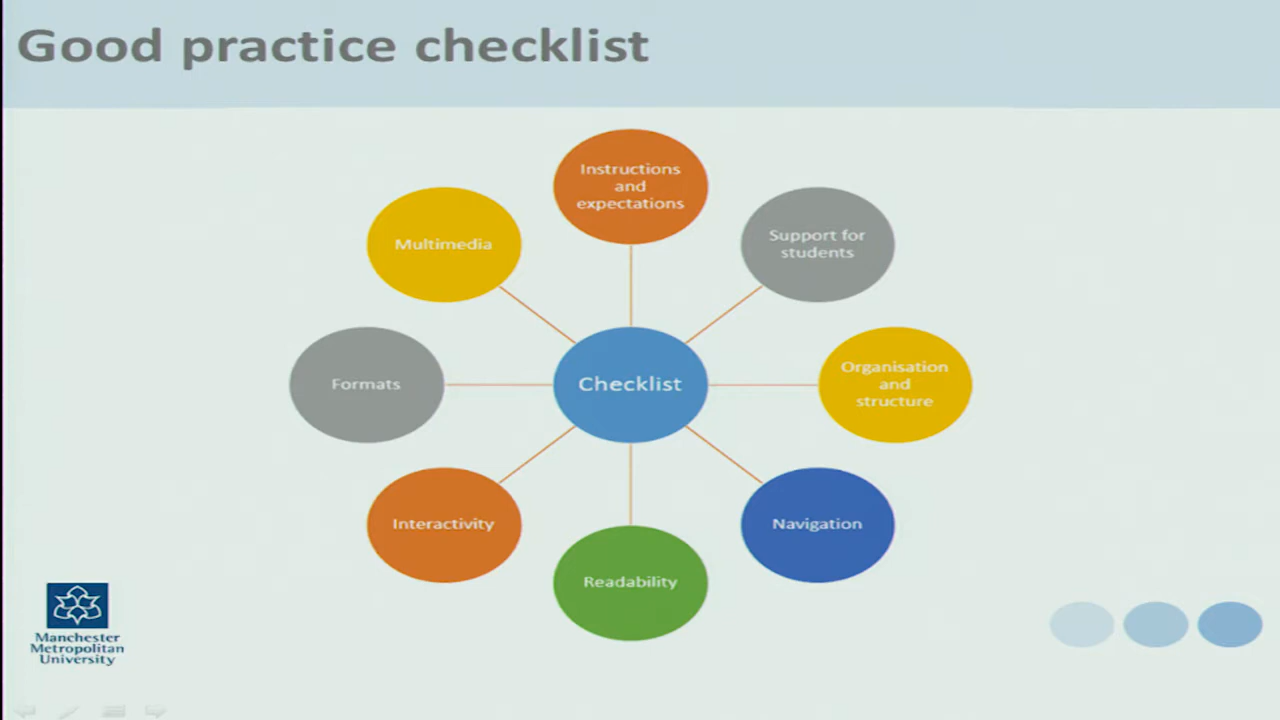 Good practice checklist
Instructions
and
expectations
Support for
students
Organisation
and
structure
Navigation
Readability
Interactivity
Formats
Multimedia
Checklist
Manchester
Metropolitan
University